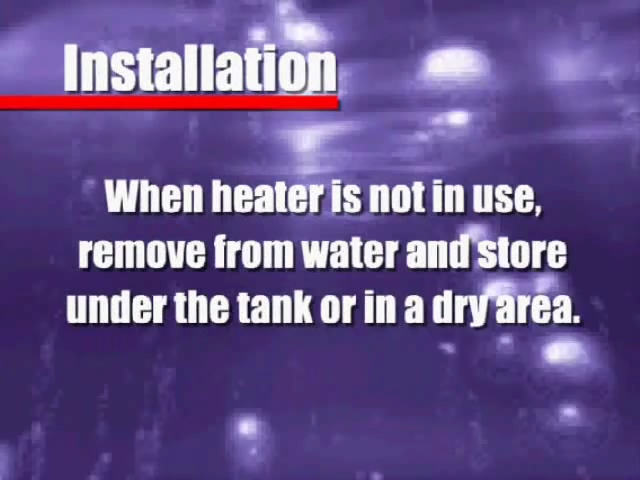 Installation
When heater is not in use,
remove from water and store
under the tank or in a dry area.